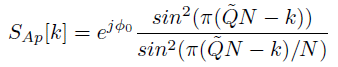 S_{Ap}[k] = e^{jϕ_0} \frac{sin^2(π(\tilde{Q}N − k))}{sin^2(π(\tilde{Q}N − k)/N)}